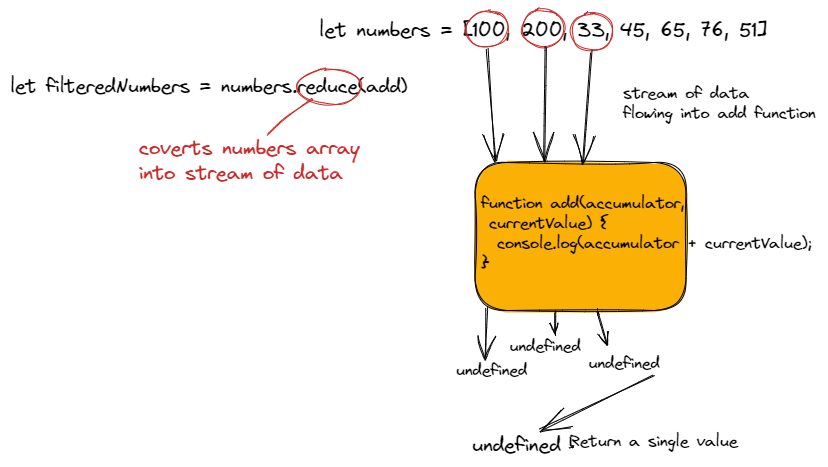 let numbers = [100, 200, 33, 45, 65, 76, 51]
let filteredNumbers = numbers.reduce(add)
stream of data
flowing into add function
coverts numbers array
into stream of data
function add(accumulator,
currentValue) {
console.log(accumulator + currentValue);
}
undefined
undefined
undefined
undefined Return a single value